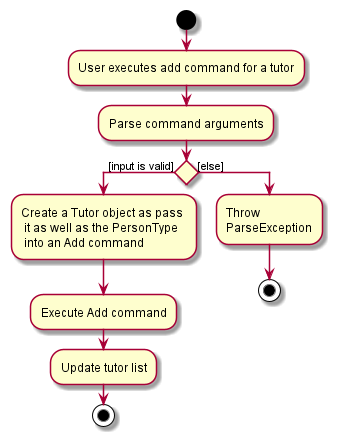 User executes add command for a tutor
Parse command arguments
[input is valid]
[else]
Create a Tutor object as pass
it as well as the PersonType
into an Add command
Throw
ParseException
Execute Add command
Update tutor list